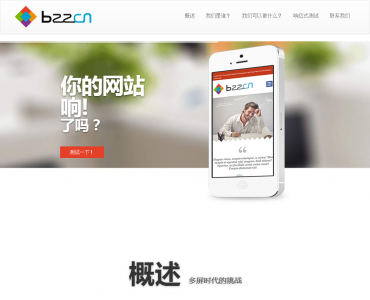 bzzcn
概述 我们是谁？ 我们可以做什么？ 响应式测试 联系我们
你的网站
响!
了吗？
测试一下！
bzzcn
概述 多屏时代的挑战